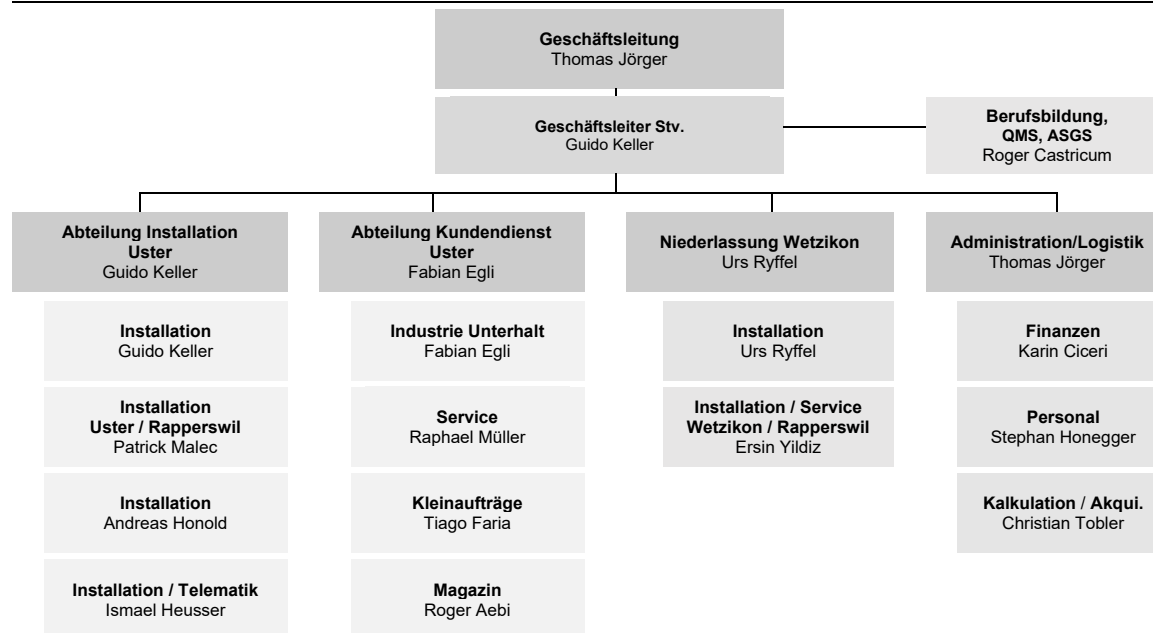 Geschäftsleitung
Thomas Jörger
Geschäftsleiter Stv.
Guido Keller
Berufsbildung,
QMS, ASGS
Roger Castricum
Abteilung Installation
Uster
Guido Keller
Abteilung Kundendienst
Uster
Fabian Egli
Niederlassung Wetzikon
Urs Ryffel
Administration/Logistik
Thomas Jörger
Installation
Guido Keller
Industrie Unterhalt
Fabian Egli
Installation
Urs Ryffel
Finanzen
Karin Ciceri
Installation
Uster / Rapperswil
Patrick Malec
Service
Raphael Müller
Installation / Service
Wetzikon / Rapperswil
Ersin Yildiz
Personal
Stephan Honegger
Installation
Andreas Honold
Kleinaufträge
Tiago Faria
Kalkulation / Akqui.
Christian Tobler
Installation / Telematik
Ismael Heusser
Magazin
Roger Aebi